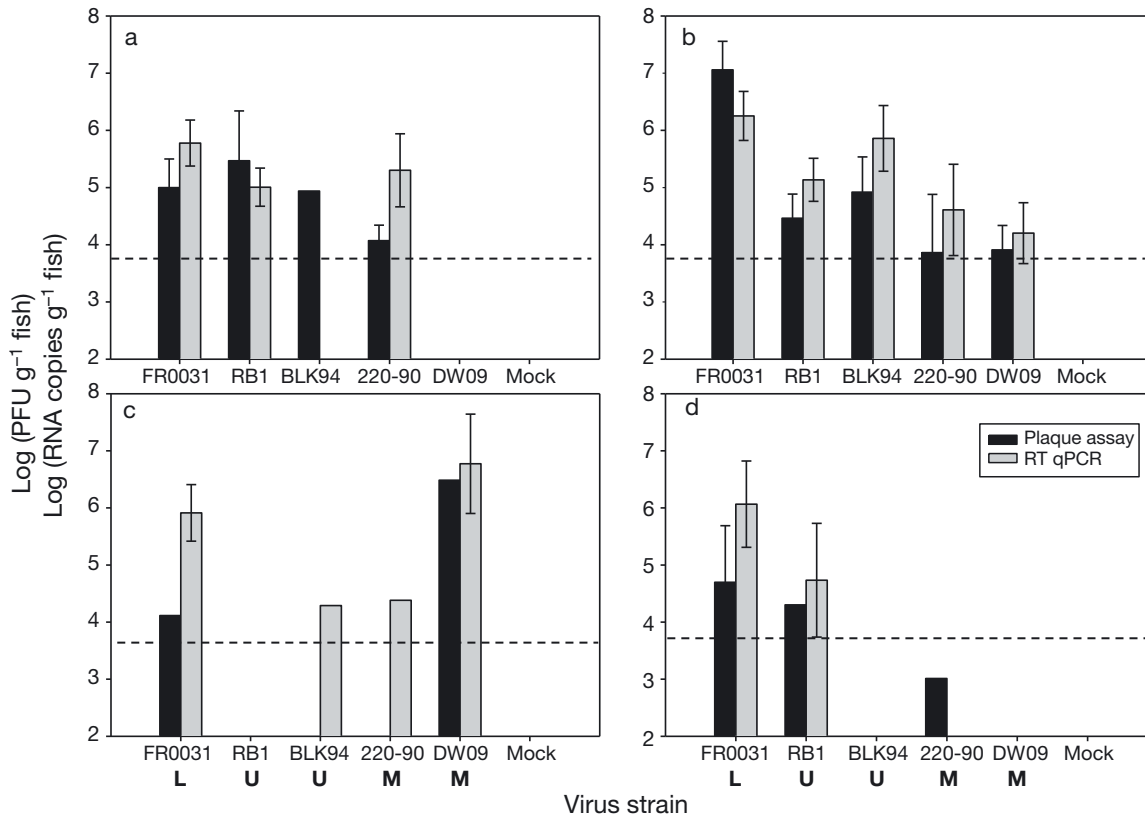 Log (PFU g⁻¹ fish)
Log (RNA copies g⁻¹ fish)
a
8
7
6
5
4
3
2
FR0031 RB1 BLK94 220-90 DW09 Mock
b
8
7
6
5
4
3
2
FR0031 RB1 BLK94 220-90 DW09 Mock
c
8
7
6
5
4
3
2
FR0031 RB1 BLK94 220-90 DW09 Mock
L U U M M
d
8
7
6
5
4
3
2
Plaque assay
RT qPCR
FR0031 RB1 BLK94 220-90 DW09 Mock
L U U M M
Virus strain